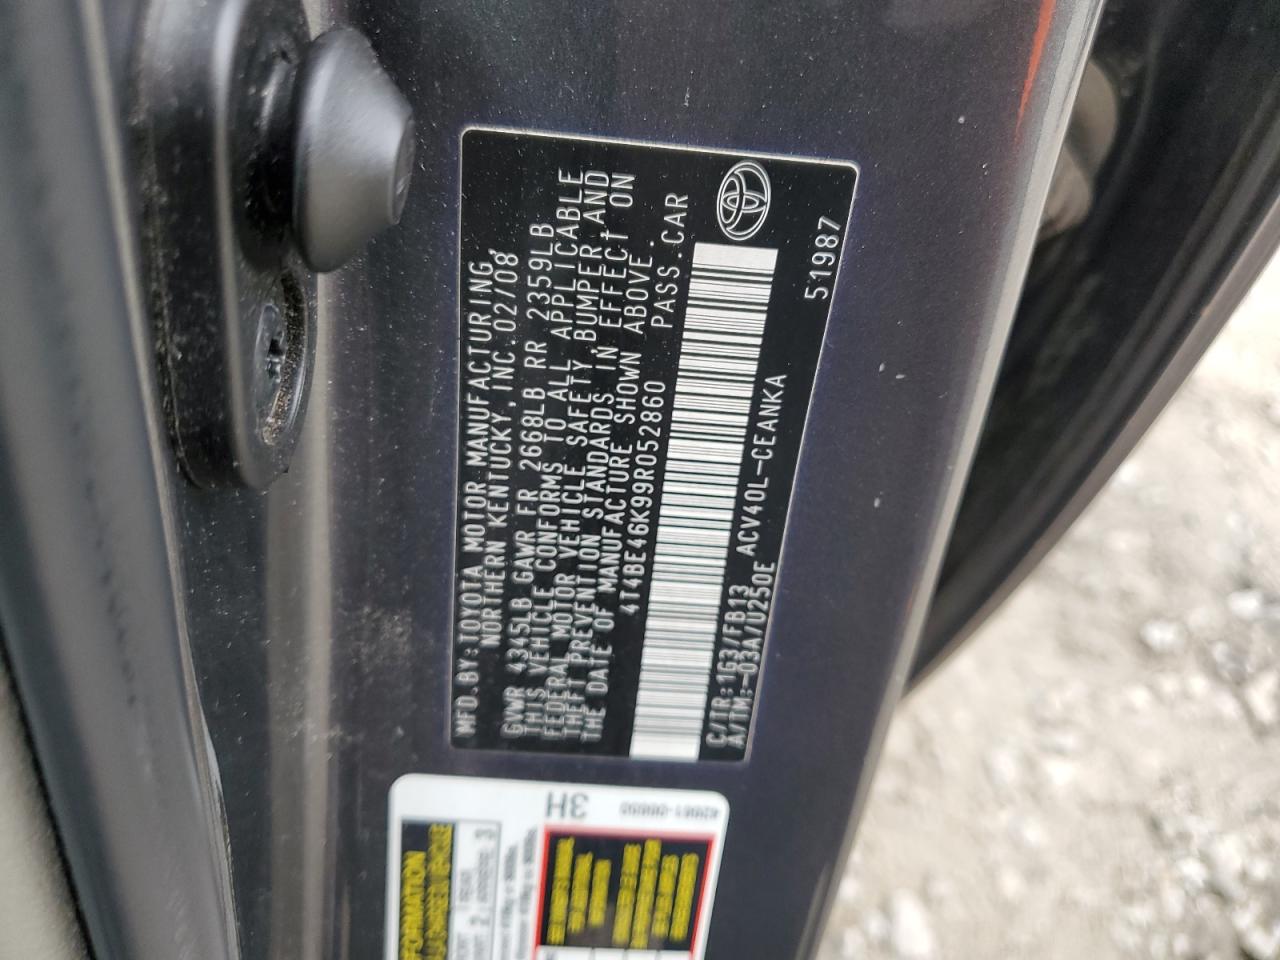 MFD.BY:TOYOTA MOTOR MANUFACTURING,
NORTHERN KENTUCKY,INC.02/08
GVWR 4345LB GAWR FR 2668LB RR 2359LB
THIS VEHICLE CONFORMS TO ALL APPLICABLE
FEDERAL MOTOR VEHICLE SAFETY,BUMPER,AND
THEFT PREVENTION STANDARDS IN EFFECT ON
THE DATE OF MANUFACTURE SHOWN ABOVE.
4T4BE46K99R052860 PASS.CAR
C/TR:1G3/FB13 ACV40L-CEANKA
A/TM:-03A/U250E 51987
3H
REAR 3